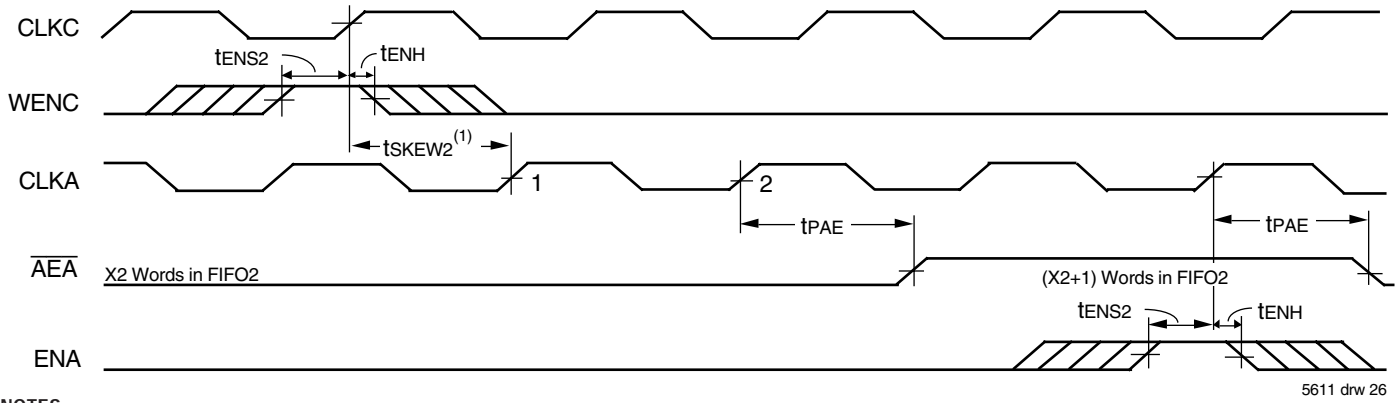 CLKC
tENS2
tENH
WENC
tSKEW2(1)
CLKA
1
2
tPAE
tPAE
AEA
X2 Words in FIFO2
(X2+1) Words in FIFO2
tENS2
tENH
ENA
5611 drw 26